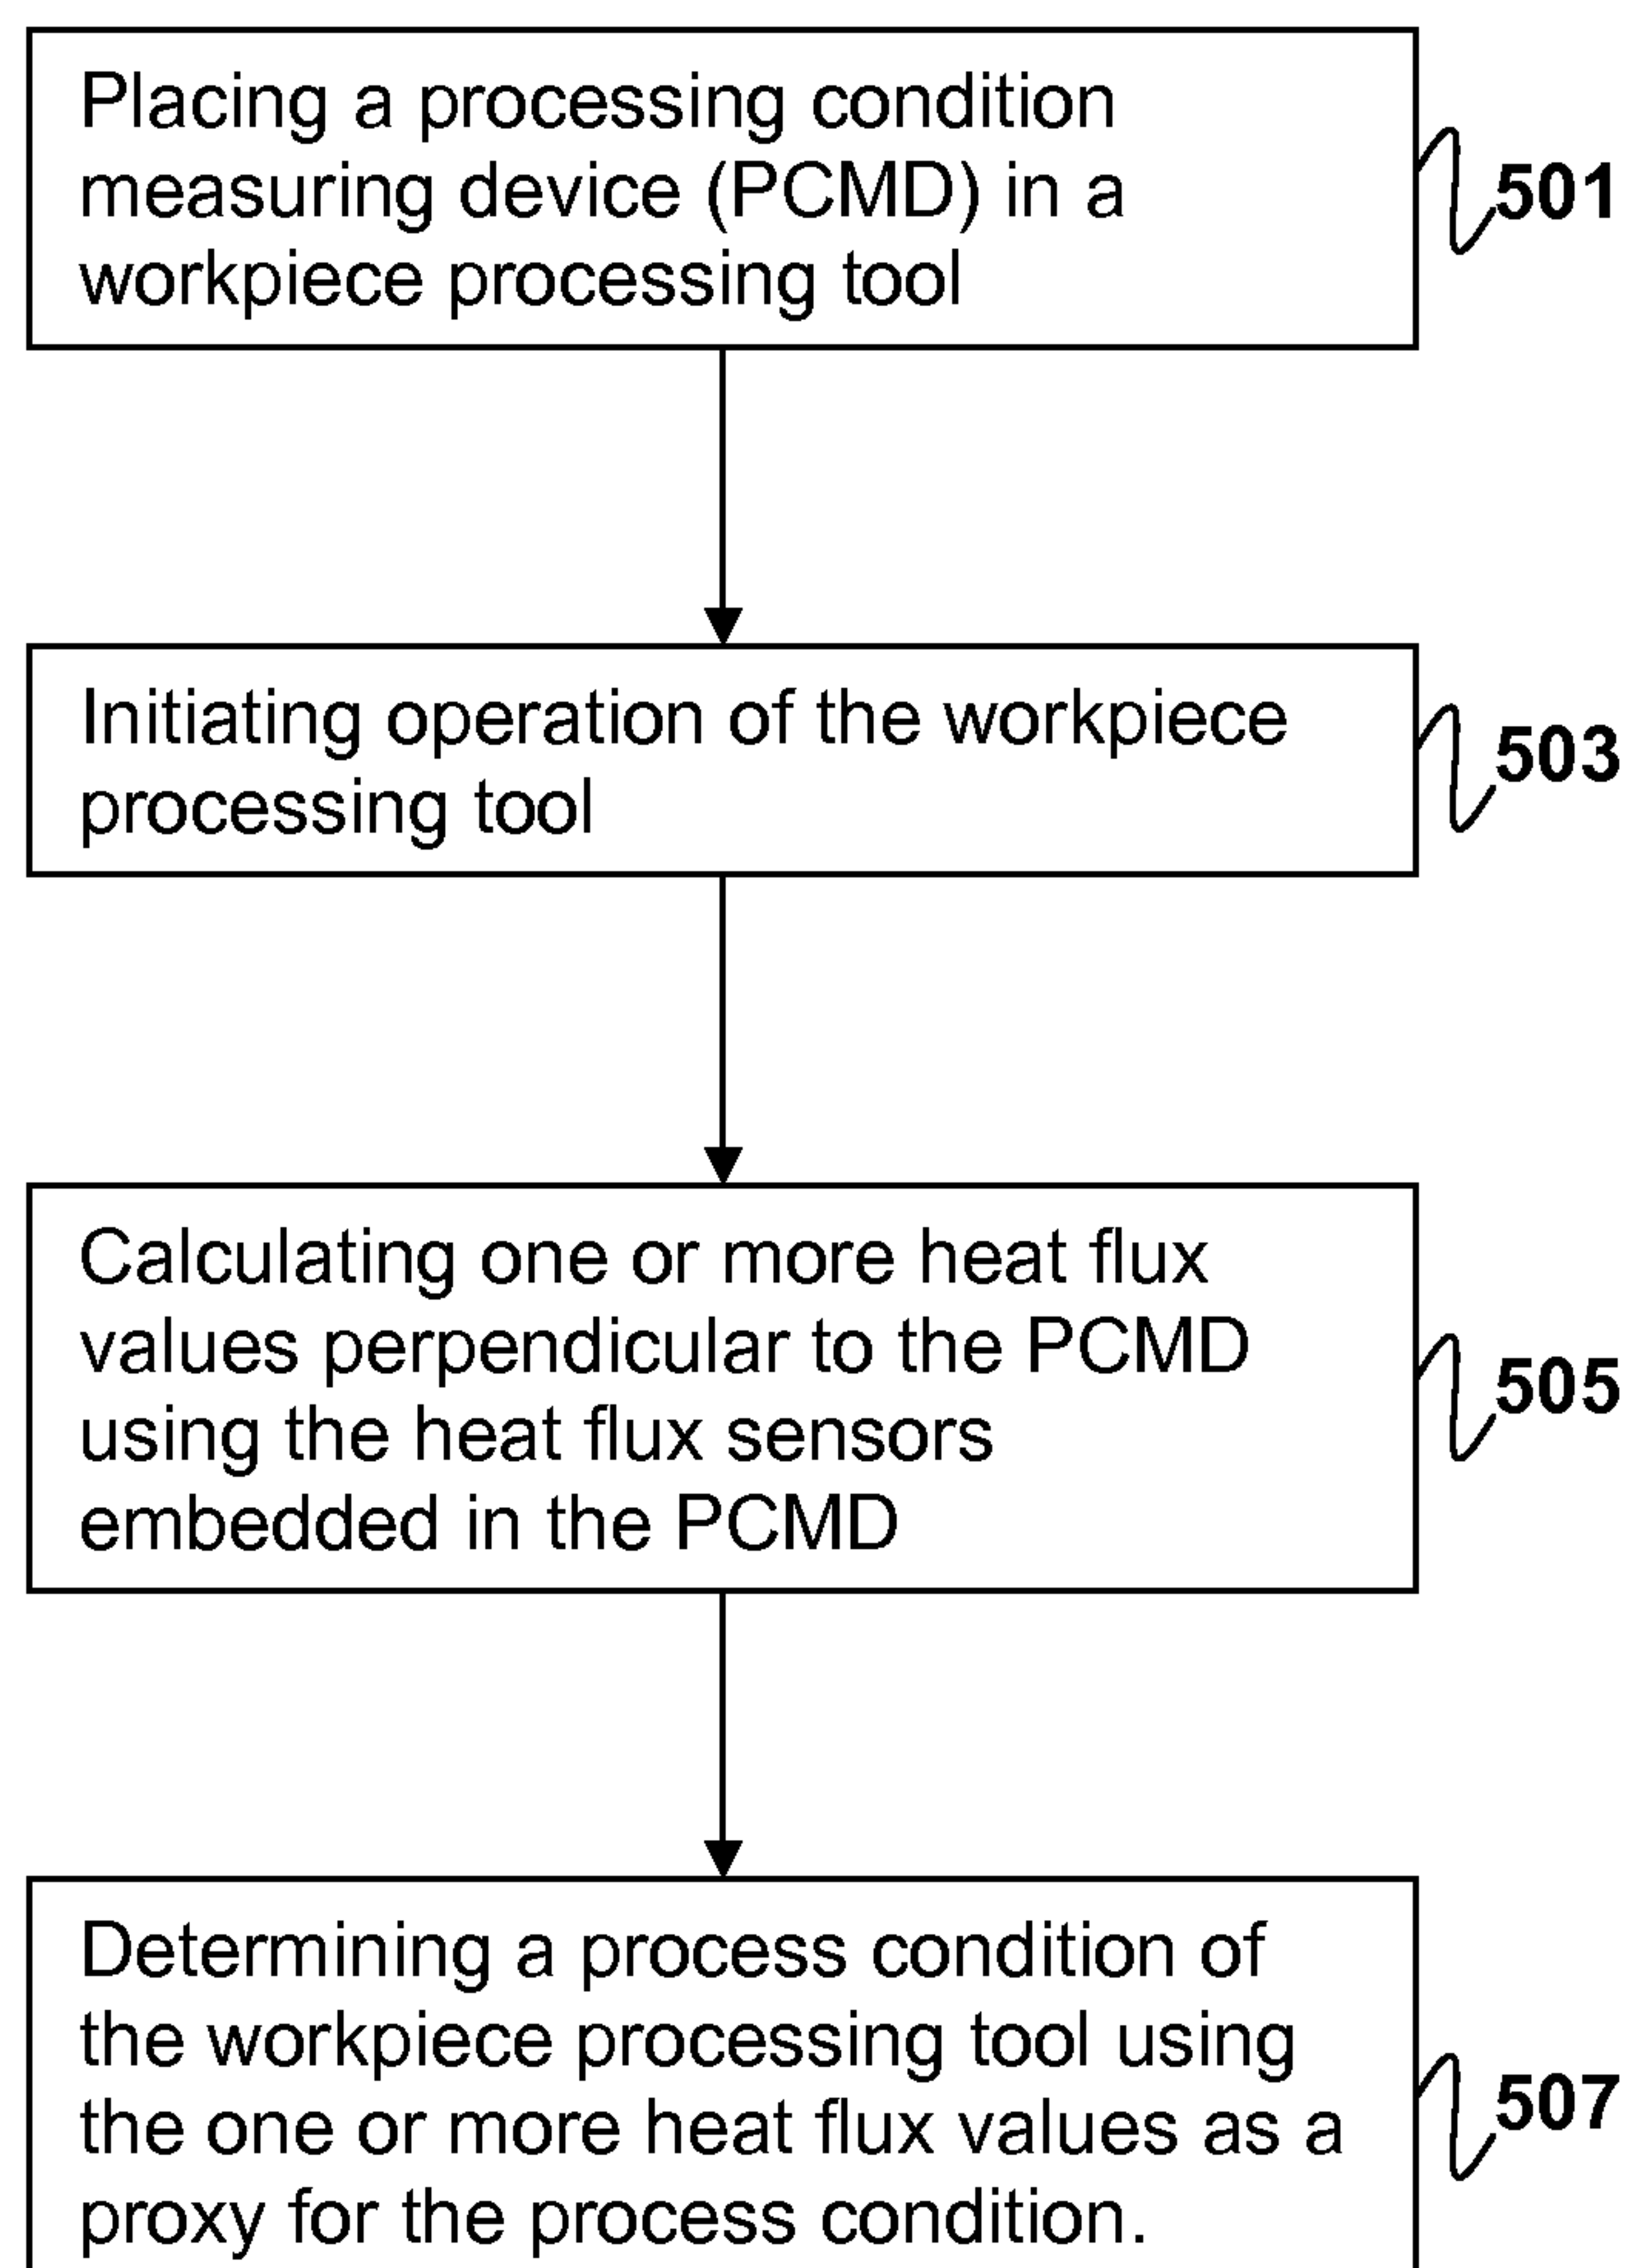 Placing a processing condition
measuring device (PCMD) in a
workpiece processing tool
501
Initiating operation of the workpiece
processing tool
503
Calculating one or more heat flux
values perpendicular to the PCMD
using the heat flux sensors
embedded in the PCMD
505
Determining a process condition of
the workpiece processing tool using
the one or more heat flux values as a
proxy for the process condition.
507